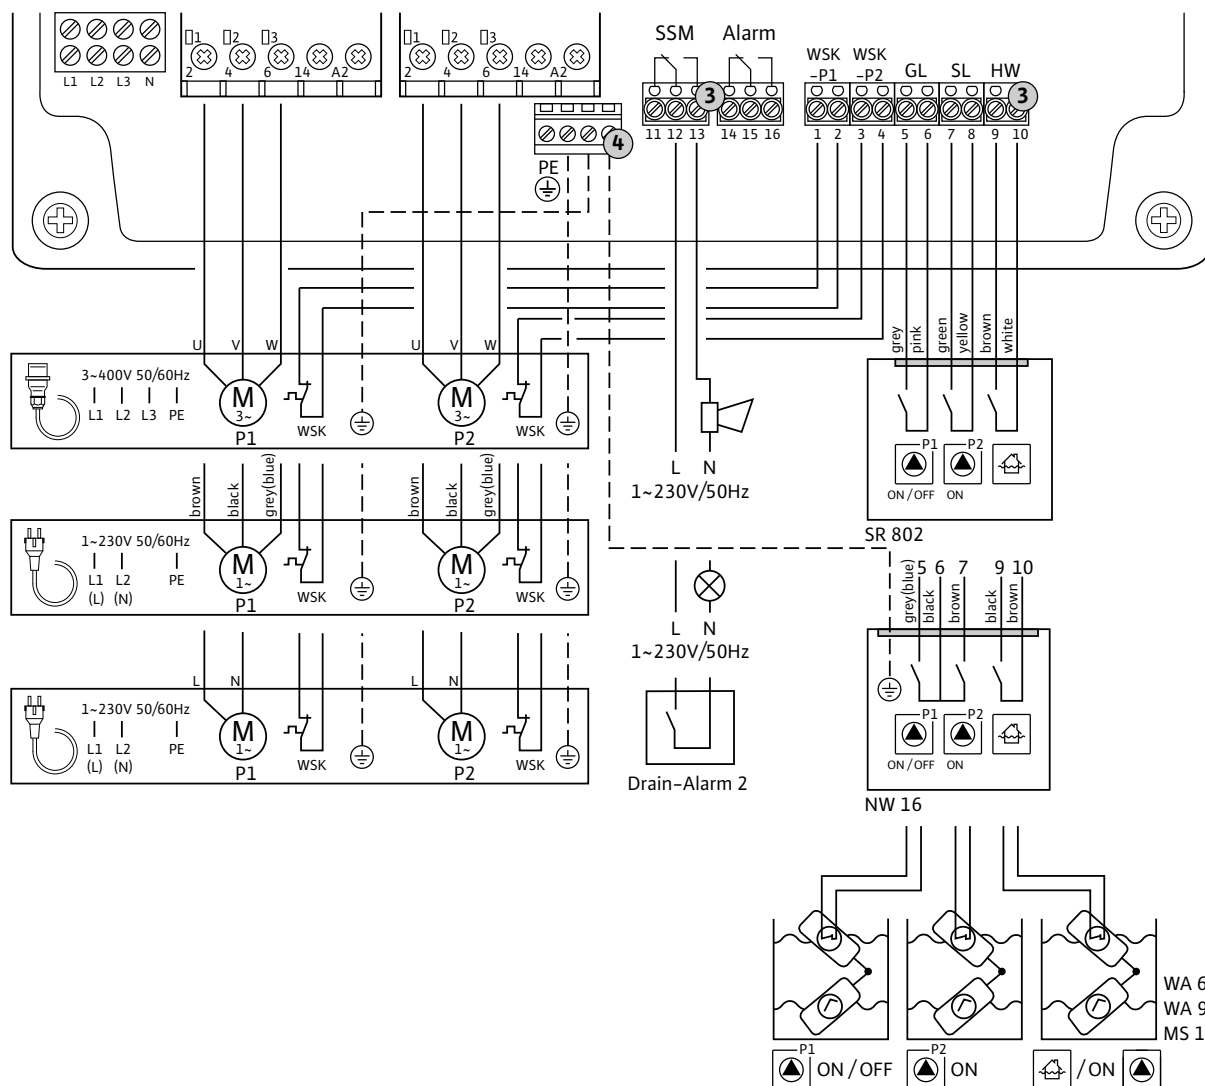 SSM Alarm
WSK WSK
-P1 -P2 GL SL HW
1 2 3 1 2 3
2 4 6 14 A2 2 4 6 14 A2
L1 L2 L3 N
3 3
4
11 12 13 14 15 16 1 2 3 4 5 6 7 8 9 10
PE
grey pink green yellow brown white
U V W U V W
3~400V 50/60Hz
L1 L2 L3 PE
M 3~ M 3~
P1 WSK P2 WSK
P1 P2
ON/OFF ON
SR 802
L N
1~230V/50Hz
brown black grey(blue) brown black grey(blue)
1~230V 50/60Hz
L1 L2 PE
(L) (N)
M 1~ M 1~
P1 WSK P2 WSK
5 6 7 9 10
grey(blue) black brown black brown
L N
1~230V/50Hz
L N L N
1~230V 50/60Hz
L1 L2 PE
(L) (N)
M 1~ M 1~
P1 WSK P2 WSK
P1 P2
ON/OFF ON
Drain-Alarm 2
NW 16
WA 6
WA 9
MS 1
P1 ON/OFF P2 ON /ON